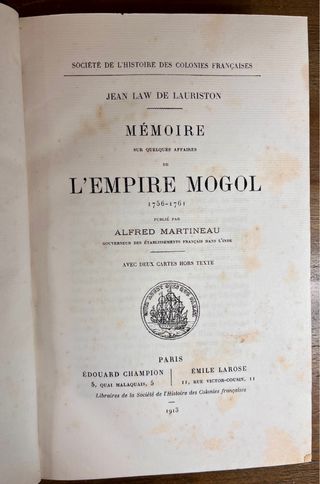 SOCIÉTÉ DE L'HISTOIRE DES COLONIES FRANÇAISES
JEAN LAW DE LAURISTON
MÉMOIRE
SUR QUELQUES AFFAIRES
DE
L'EMPIRE MOGOL
1756-1761
PUBLIÉ PAR
ALFRED MARTINEAU
GOUVERNEUR DES ÉTABLISSEMENTS FRANÇAIS DANS L'INDE
AVEC DEUX CARTES HORS TEXTE
PARIS
ÉDOUARD CHAMPION
5, QUAI MALAQUAIS, 5
ÉMILE LAROSE
11, RUE VICTOR-COUSIN, 11
Libraires de la Société de l'Histoire des Colonies françaises
1913